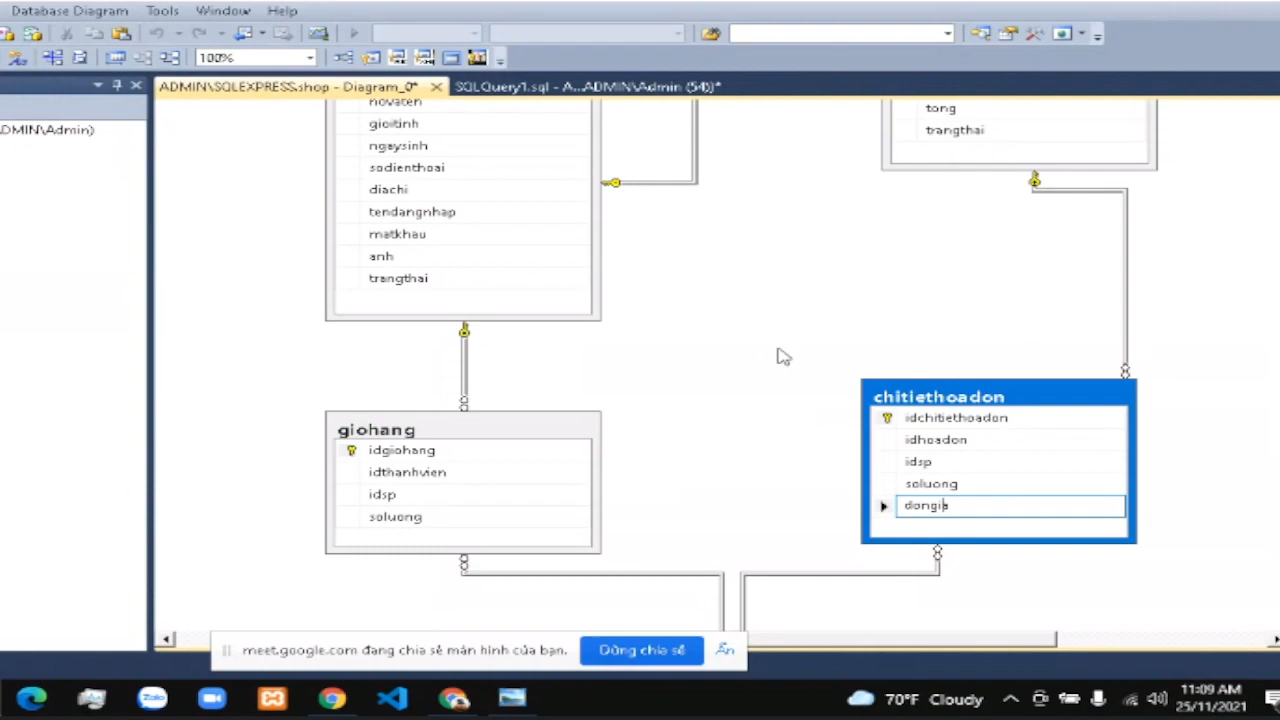 Database Diagram Tools Window Help
100%
ADMIN\SQLEXPRESS.shop - Diagram_0*
SQLQuery1.sql - A...ADMIN\Admin (54))*
DMIN\Admin)
hovaten
gioitinh
ngaysinh
sodienthoai
diachi
tendangnhap
matkhau
anh
trangthai
tong
trangthai
giohang
idgiohang
idthanhvien
idsp
soluong
chitiethoadon
idchitiethoadon
idhoadon
idsp
soluong
dongia
meet.google.com đang chia sẻ màn hình của bạn.
Dừng chia sẻ
Ẩn
Zalo
70°F Cloudy
11:09 AM
25/11/2021